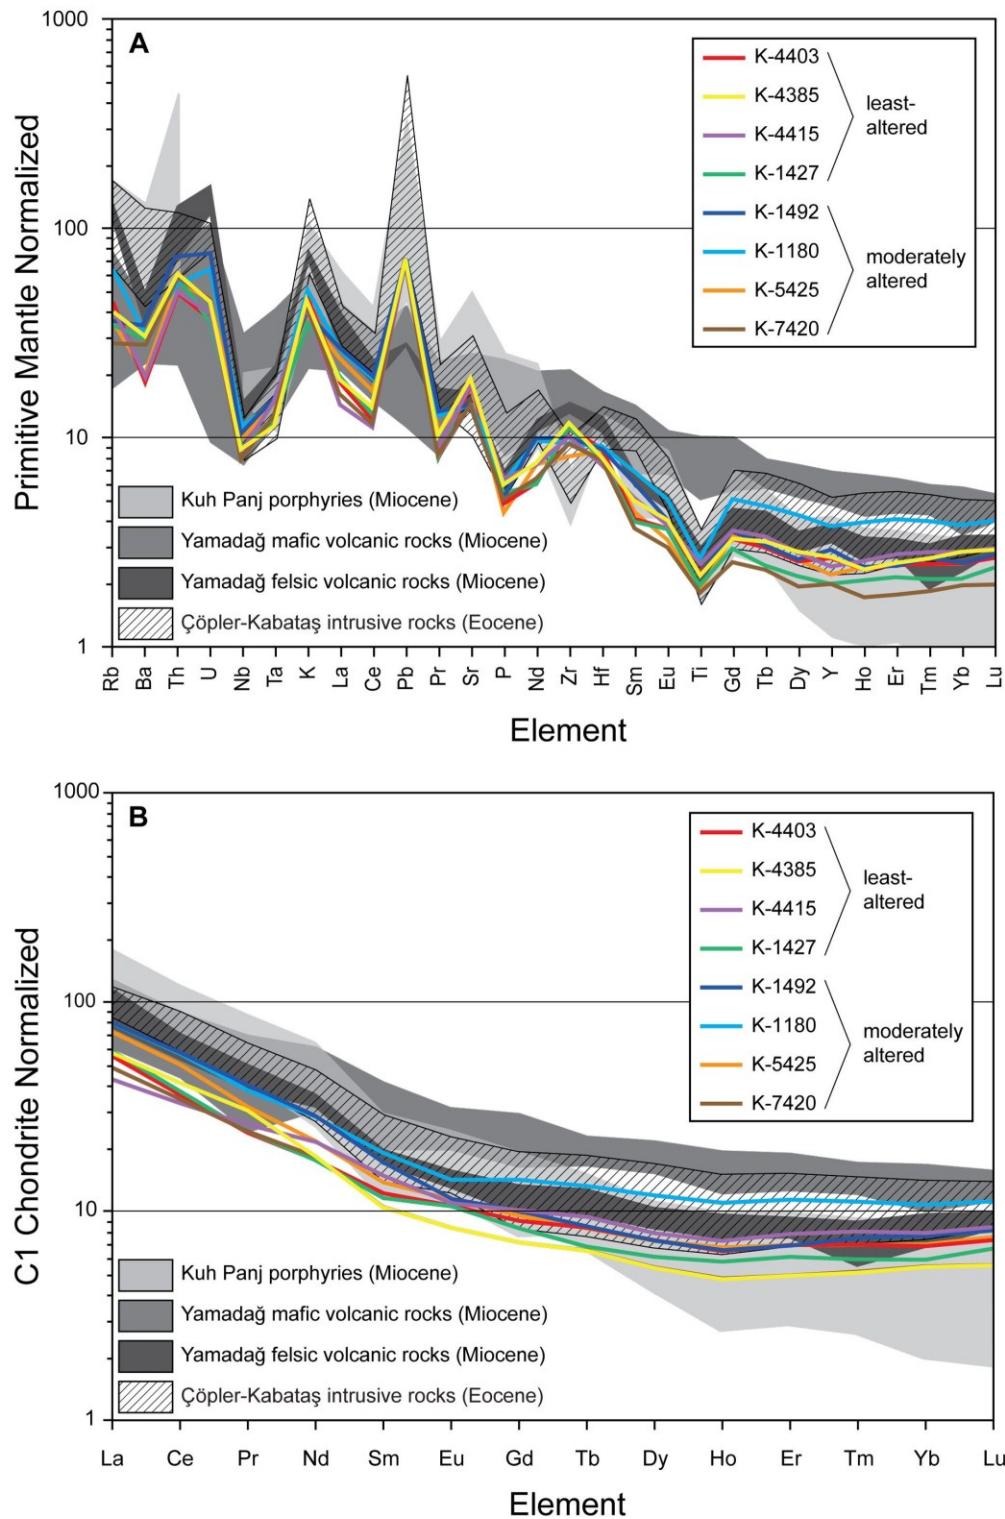 1000
A
K-4403
K-4385
K-4415
K-1427
K-1492
K-1180
K-5425
K-7420
least-
altered
moderately
altered
100
10
1
Primitive Mantle Normalized
Kuh Panj porphyries (Miocene)
Yamadağ mafic volcanic rocks (Miocene)
Yamadağ felsic volcanic rocks (Miocene)
Çöpler-Kabataş intrusive rocks (Eocene)
Rb Ba Th U Nb Ta K La Ce Pb Pr Sr P Nd Zr Hf Sm Eu Ti Gd Tb Dy Y Ho Er Tm Yb Lu
Element
1000
B
K-4403
K-4385
K-4415
K-1427
K-1492
K-1180
K-5425
K-7420
least-
altered
moderately
altered
100
10
1
C1 Chondrite Normalized
Kuh Panj porphyries (Miocene)
Yamadağ mafic volcanic rocks (Miocene)
Yamadağ felsic volcanic rocks (Miocene)
Çöpler-Kabataş intrusive rocks (Eocene)
La Ce Pr Nd Sm Eu Gd Tb Dy Ho Er Tm Yb Lu
Element